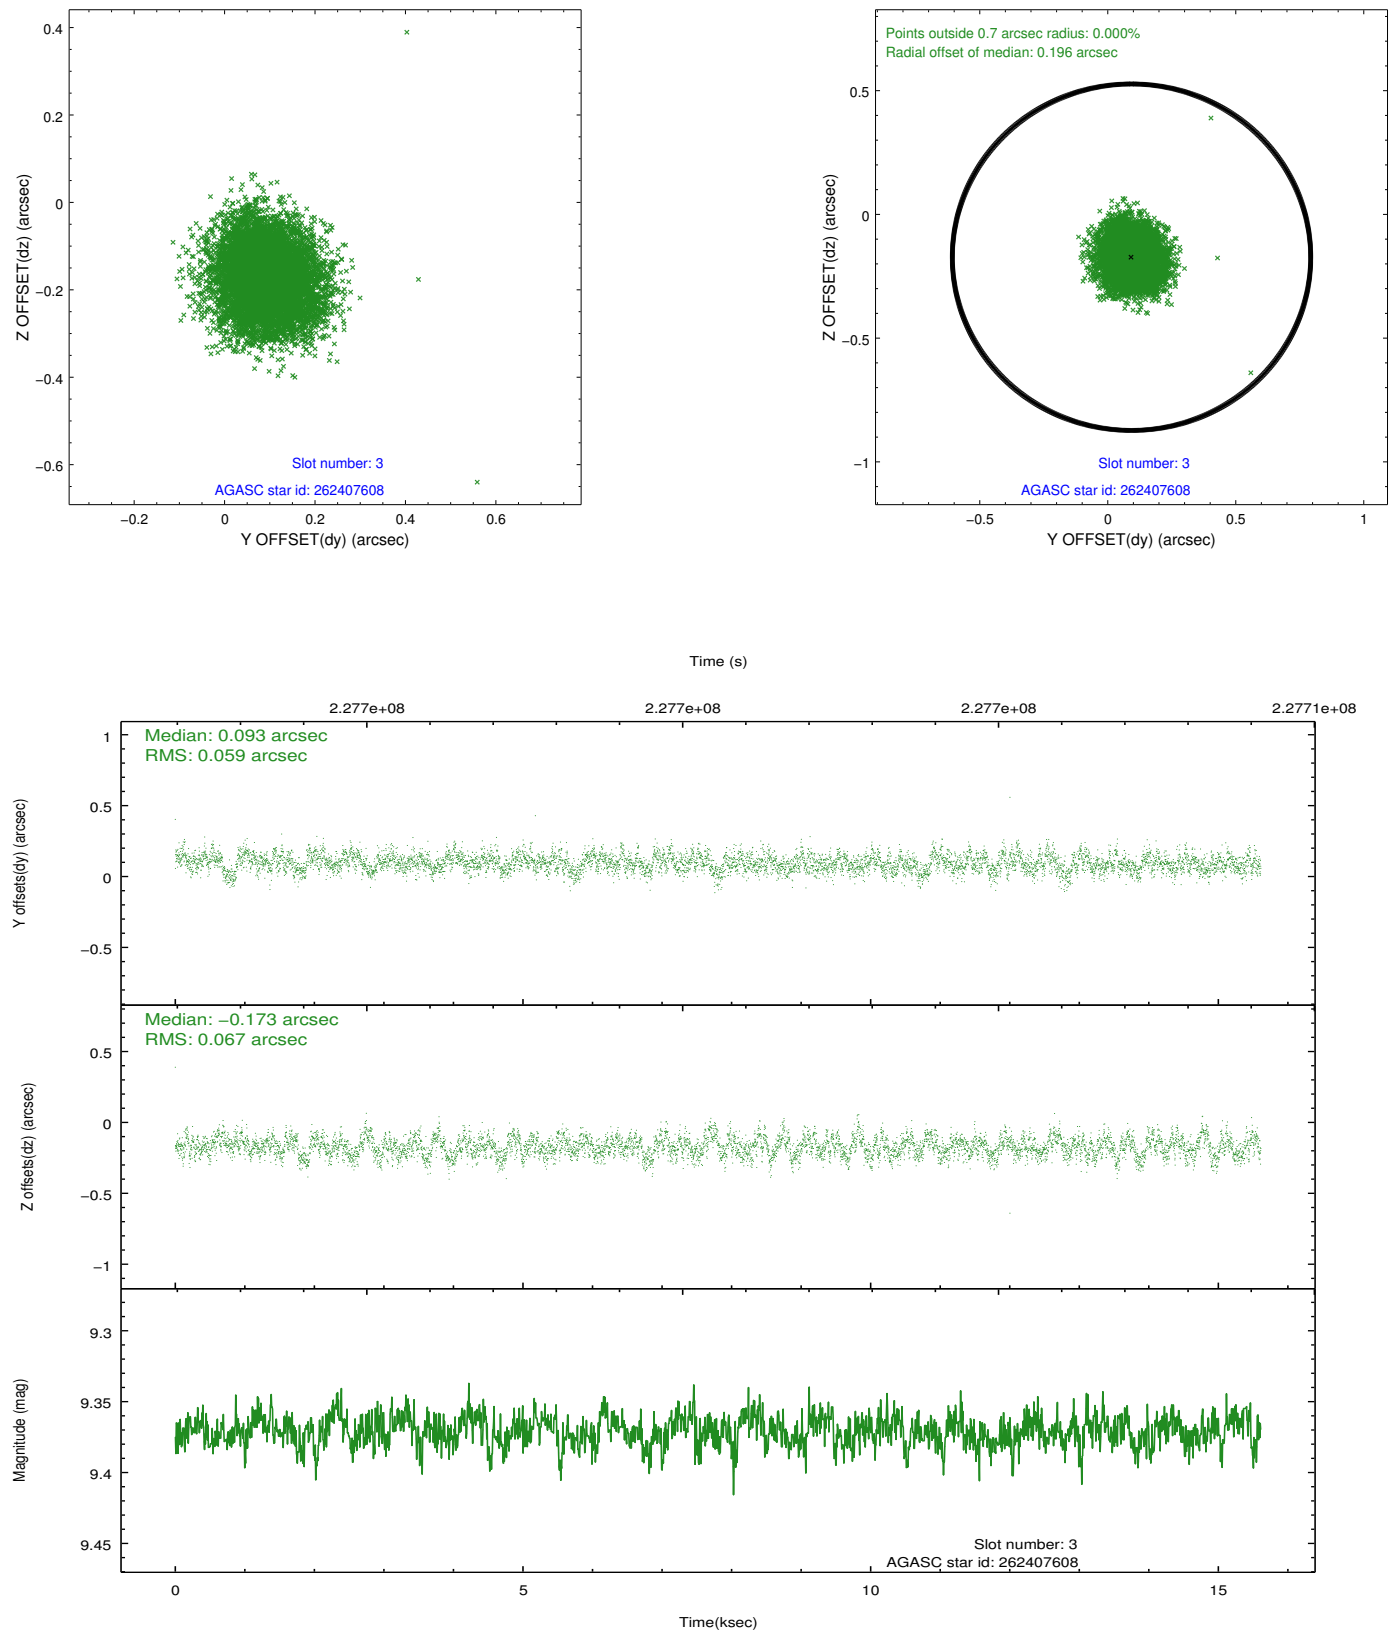 0.4
0.2
0
−0.2
−0.4
−0.6
Z OFFSET(dz) (arcsec)
Slot number: 3
AGASC star id: 262407608
−0.2
0
0.2
0.4
0.6
Y OFFSET(dy) (arcsec)
Points outside 0.7 arcsec radius: 0.000%
Radial offset of median: 0.196 arcsec
0.5
0
−0.5
−1
Z OFFSET(dz) (arcsec)
Slot number: 3
AGASC star id: 262407608
−0.5
0
0.5
1
Y OFFSET(dy) (arcsec)
Time (s)
2.277e+08
2.277e+08
2.277e+08
2.2771e+08
Median: 0.093 arcsec
RMS: 0.059 arcsec
1
0.5
0
−0.5
Y offsets(dy) (arcsec)
Median: −0.173 arcsec
RMS: 0.067 arcsec
0.5
0
−0.5
−1
Z offsets(dz) (arcsec)
9.3
9.35
9.4
9.45
Magnitude (mag)
Slot number: 3
AGASC star id: 262407608
0
5
10
15
Time(ksec)